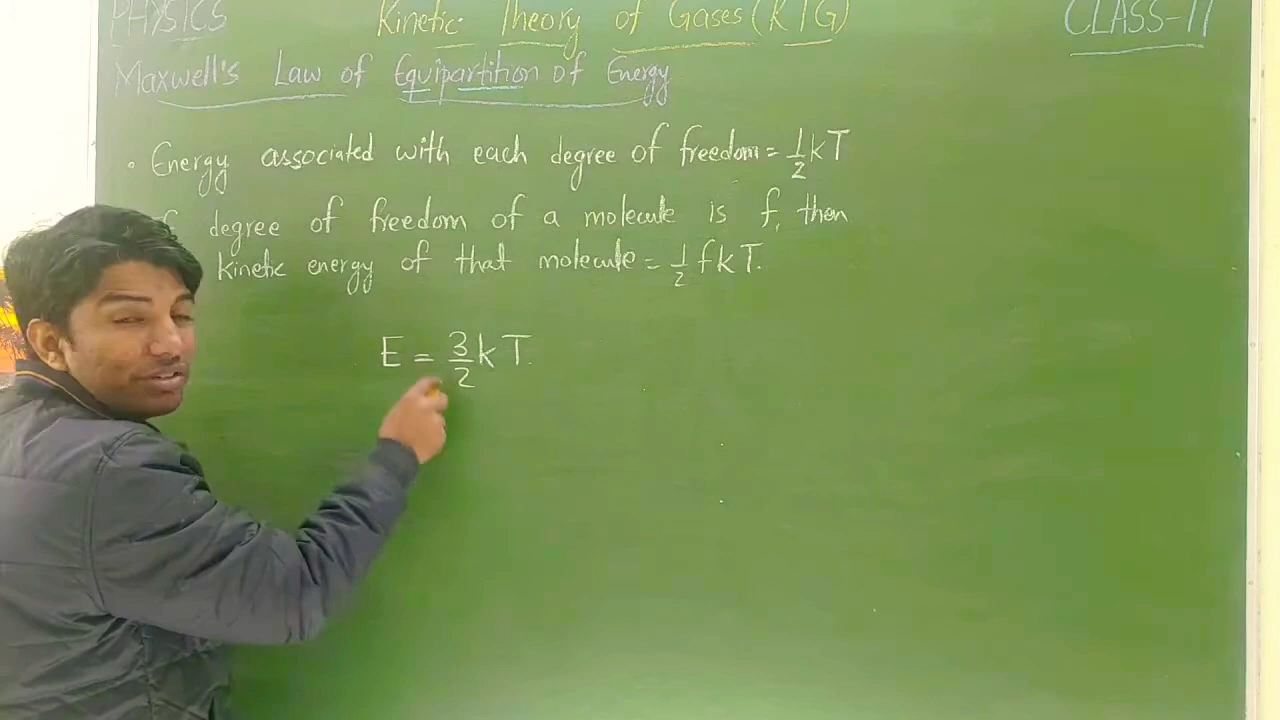 PHYSICS Kinetic Theory of Gases (KTG) CLASS-11
Maxwell's Law of Equipartition of Energy
• Energy associated with each degree of freedom = 1/2 kT
degree of freedom of a molecule is f, then
kinetic energy of that molecule = 1/2 fkT.
E = 3/2 kT.